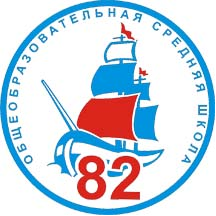 ОБЩЕОБРАЗОВАТЕЛЬНАЯ СРЕДНЯЯ ШКОЛА
82